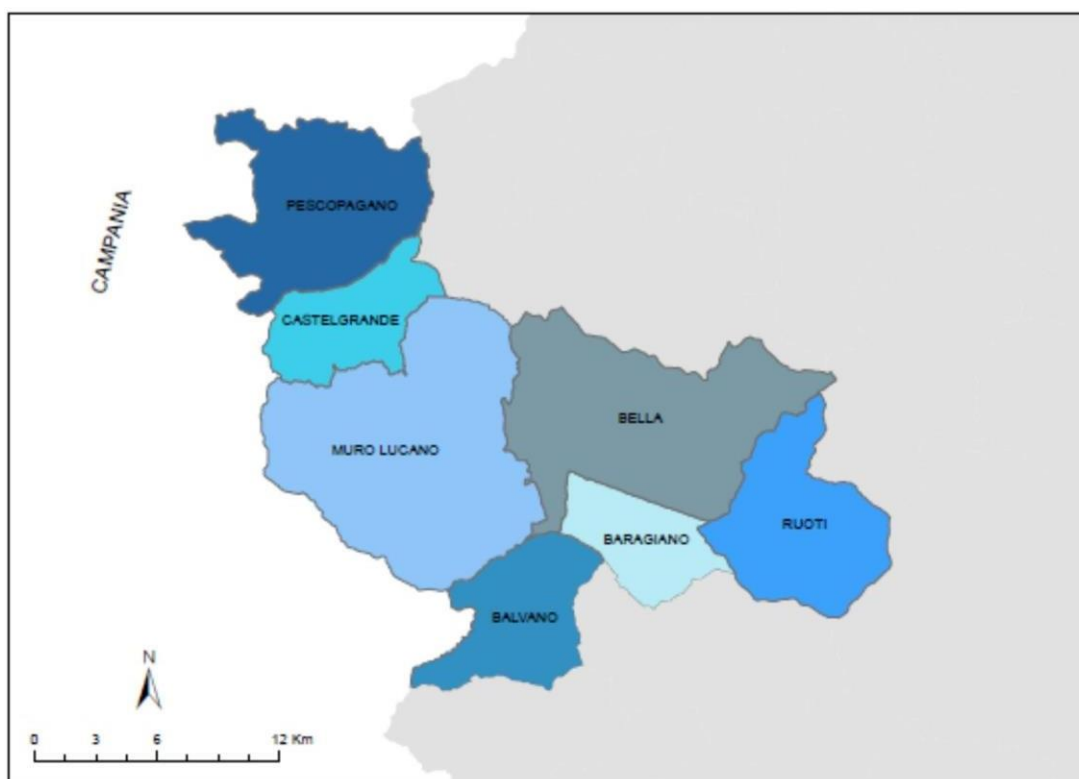 PESCOPAGANO
CAMPANIA
CASTELGRANDE
BELLA
MURO LUCANO
RUOTI
BARAGIANO
BALVANO
N
0 3 6 12 Km